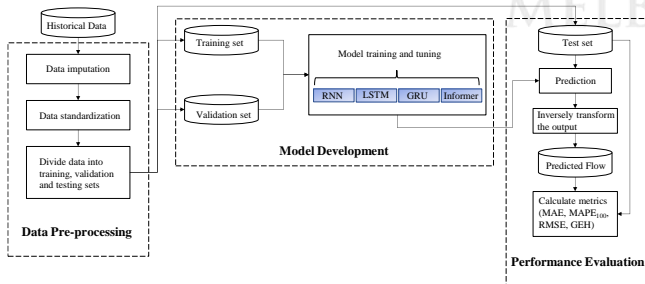 Historical Data
Data imputation
Data standardization
Divide data into
training, validation
and testing sets
Data Pre-processing
Training set
Validation set
Model training and tuning
RNN
LSTM
GRU
Informer
Model Development
Test set
Prediction
Inversely transform
the output
Predicted Flow
Calculate metrics
(MAE, MAPE₁₀₀,
RMSE, GEH)
Performance Evaluation